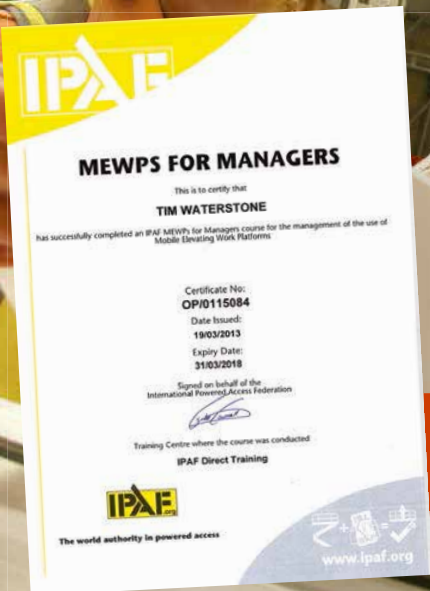 IPAF
MEWPS FOR MANAGERS
This is to certify that
TIM WATERSTONE
has successfully completed an IPAF MEWPs for Managers course for the management of the use of
Mobile Elevating Work Platforms
Certificate No:
OP/0115084
Date Issued:
19/03/2013
Expiry Date:
31/03/2018
Signed on behalf of the
International Powered Access Federation
Training Centre where the course was conducted
IPAF Direct Training
IPAF.org
The world authority in powered access
www.ipaf.org